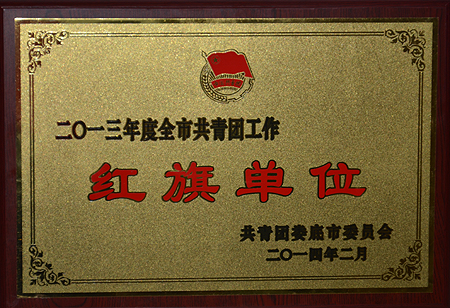 二〇一三年度全市共青团工作
红旗单位
共青团娄底市委员会
二〇一四年二月